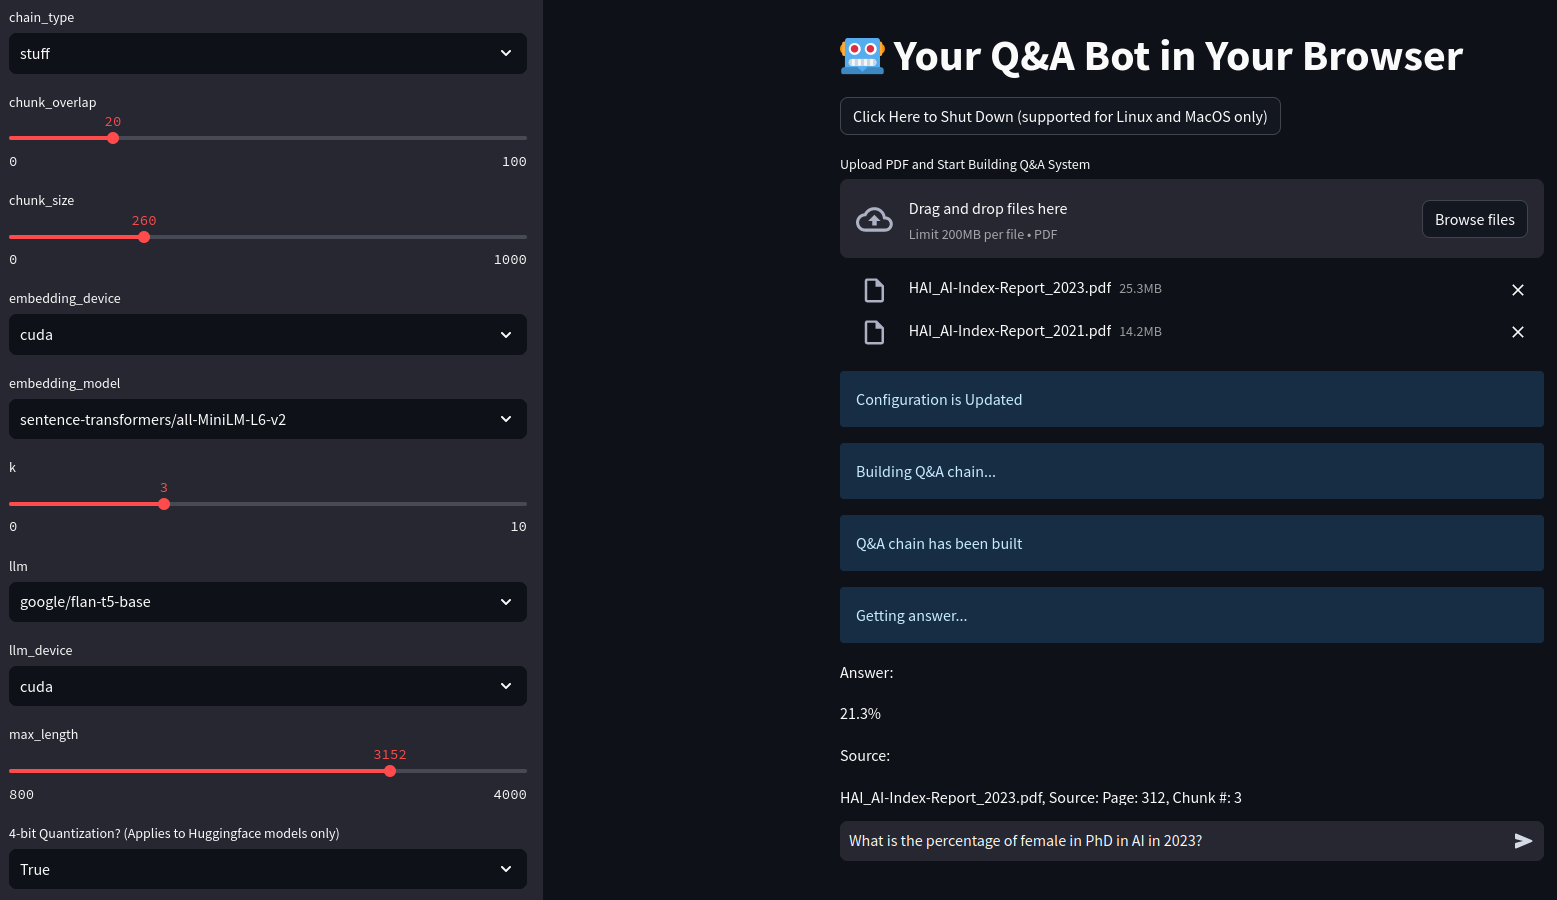 chain_type
stuff
chunk_overlap
20
0 100
chunk_size
260
0 1000
embedding_device
cuda
embedding_model
sentence-transformers/all-MiniLM-L6-v2
k
3
0 10
llm
google/flan-t5-base
llm_device
cuda
max_length
3152
800 4000
4-bit Quantization? (Applies to Huggingface models only)
True
Your Q&A Bot in Your Browser
Click Here to Shut Down (supported for Linux and MacOS only)
Upload PDF and Start Building Q&A System
Drag and drop files here
Limit 200MB per file • PDF
Browse files
HAI_AI-Index-Report_2023.pdf 25.3MB
HAI_AI-Index-Report_2021.pdf 14.2MB
Configuration is Updated
Building Q&A chain...
Q&A chain has been built
Getting answer...
Answer:
21.3%
Source:
HAI_AI-Index-Report_2023.pdf, Source: Page: 312, Chunk #: 3
What is the percentage of female in PhD in AI in 2023?